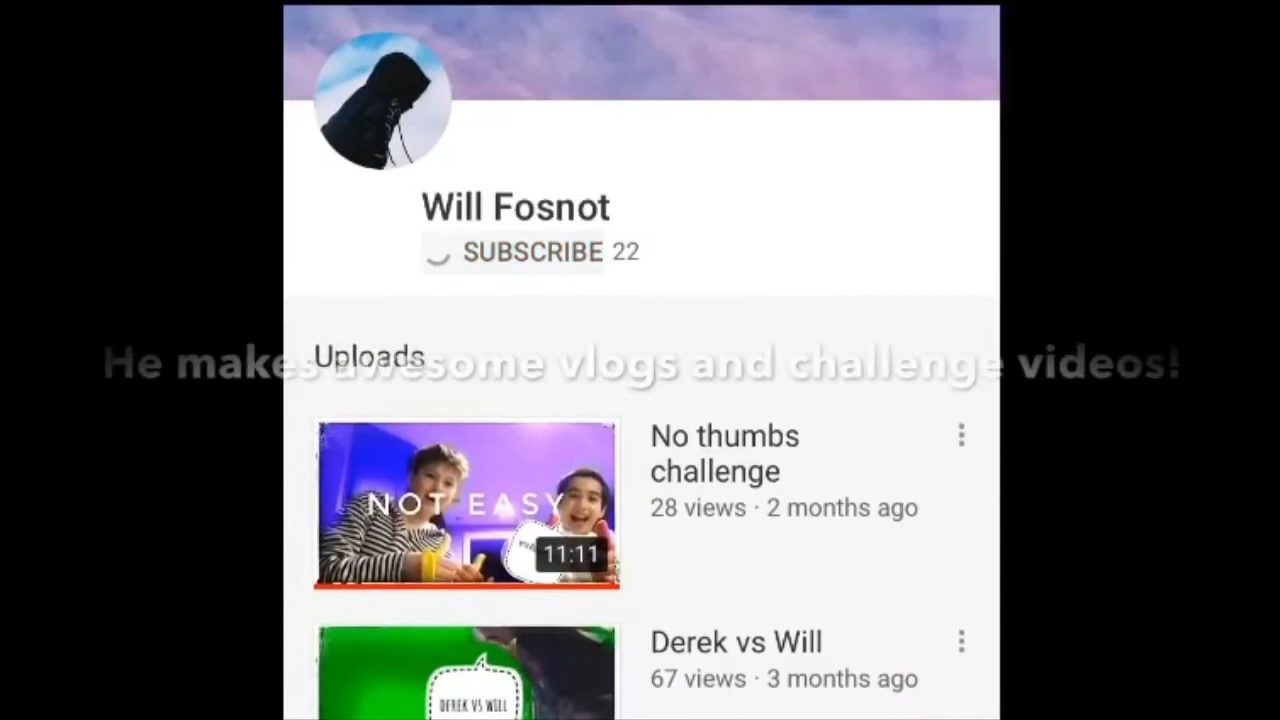 Will Fosnot
SUBSCRIBE 22
Uploads
He makes awesome vlogs and challenge videos!
NOT EASY
11:11
No thumbs
challenge
28 views · 2 months ago
DEREK VS WILL
Derek vs Will
67 views · 3 months ago